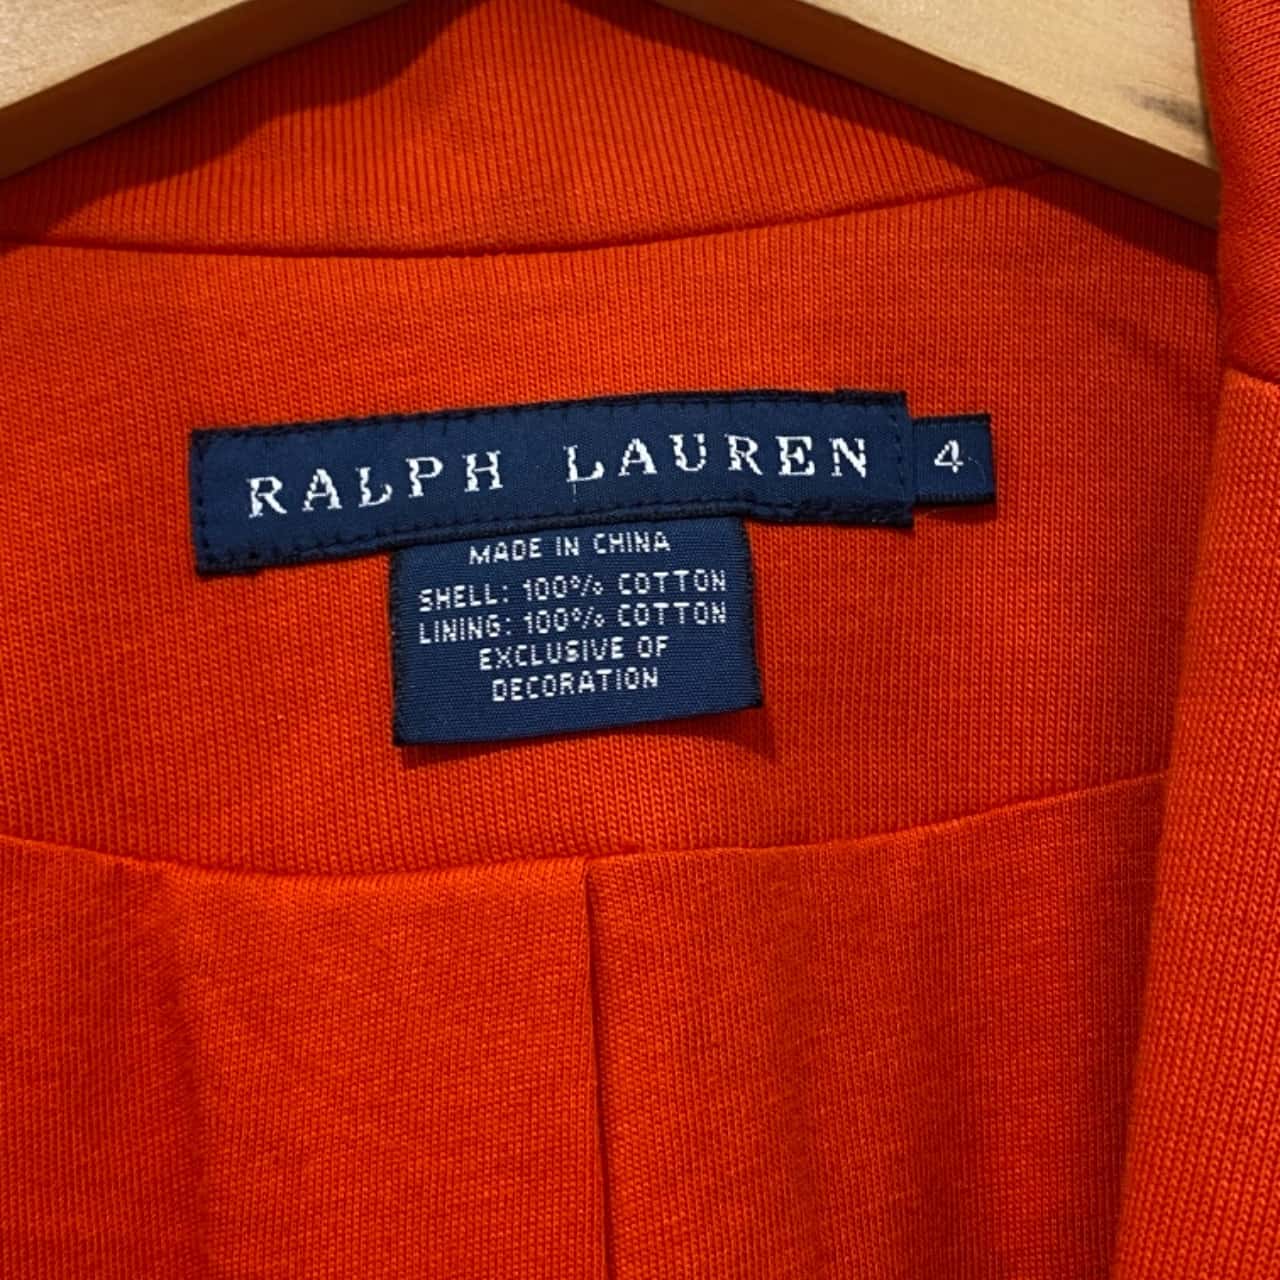 RALPH LAUREN 4
MADE IN CHINA
SHELL: 100% COTTON
LINING: 100% COTTON
EXCLUSIVE OF
DECORATION